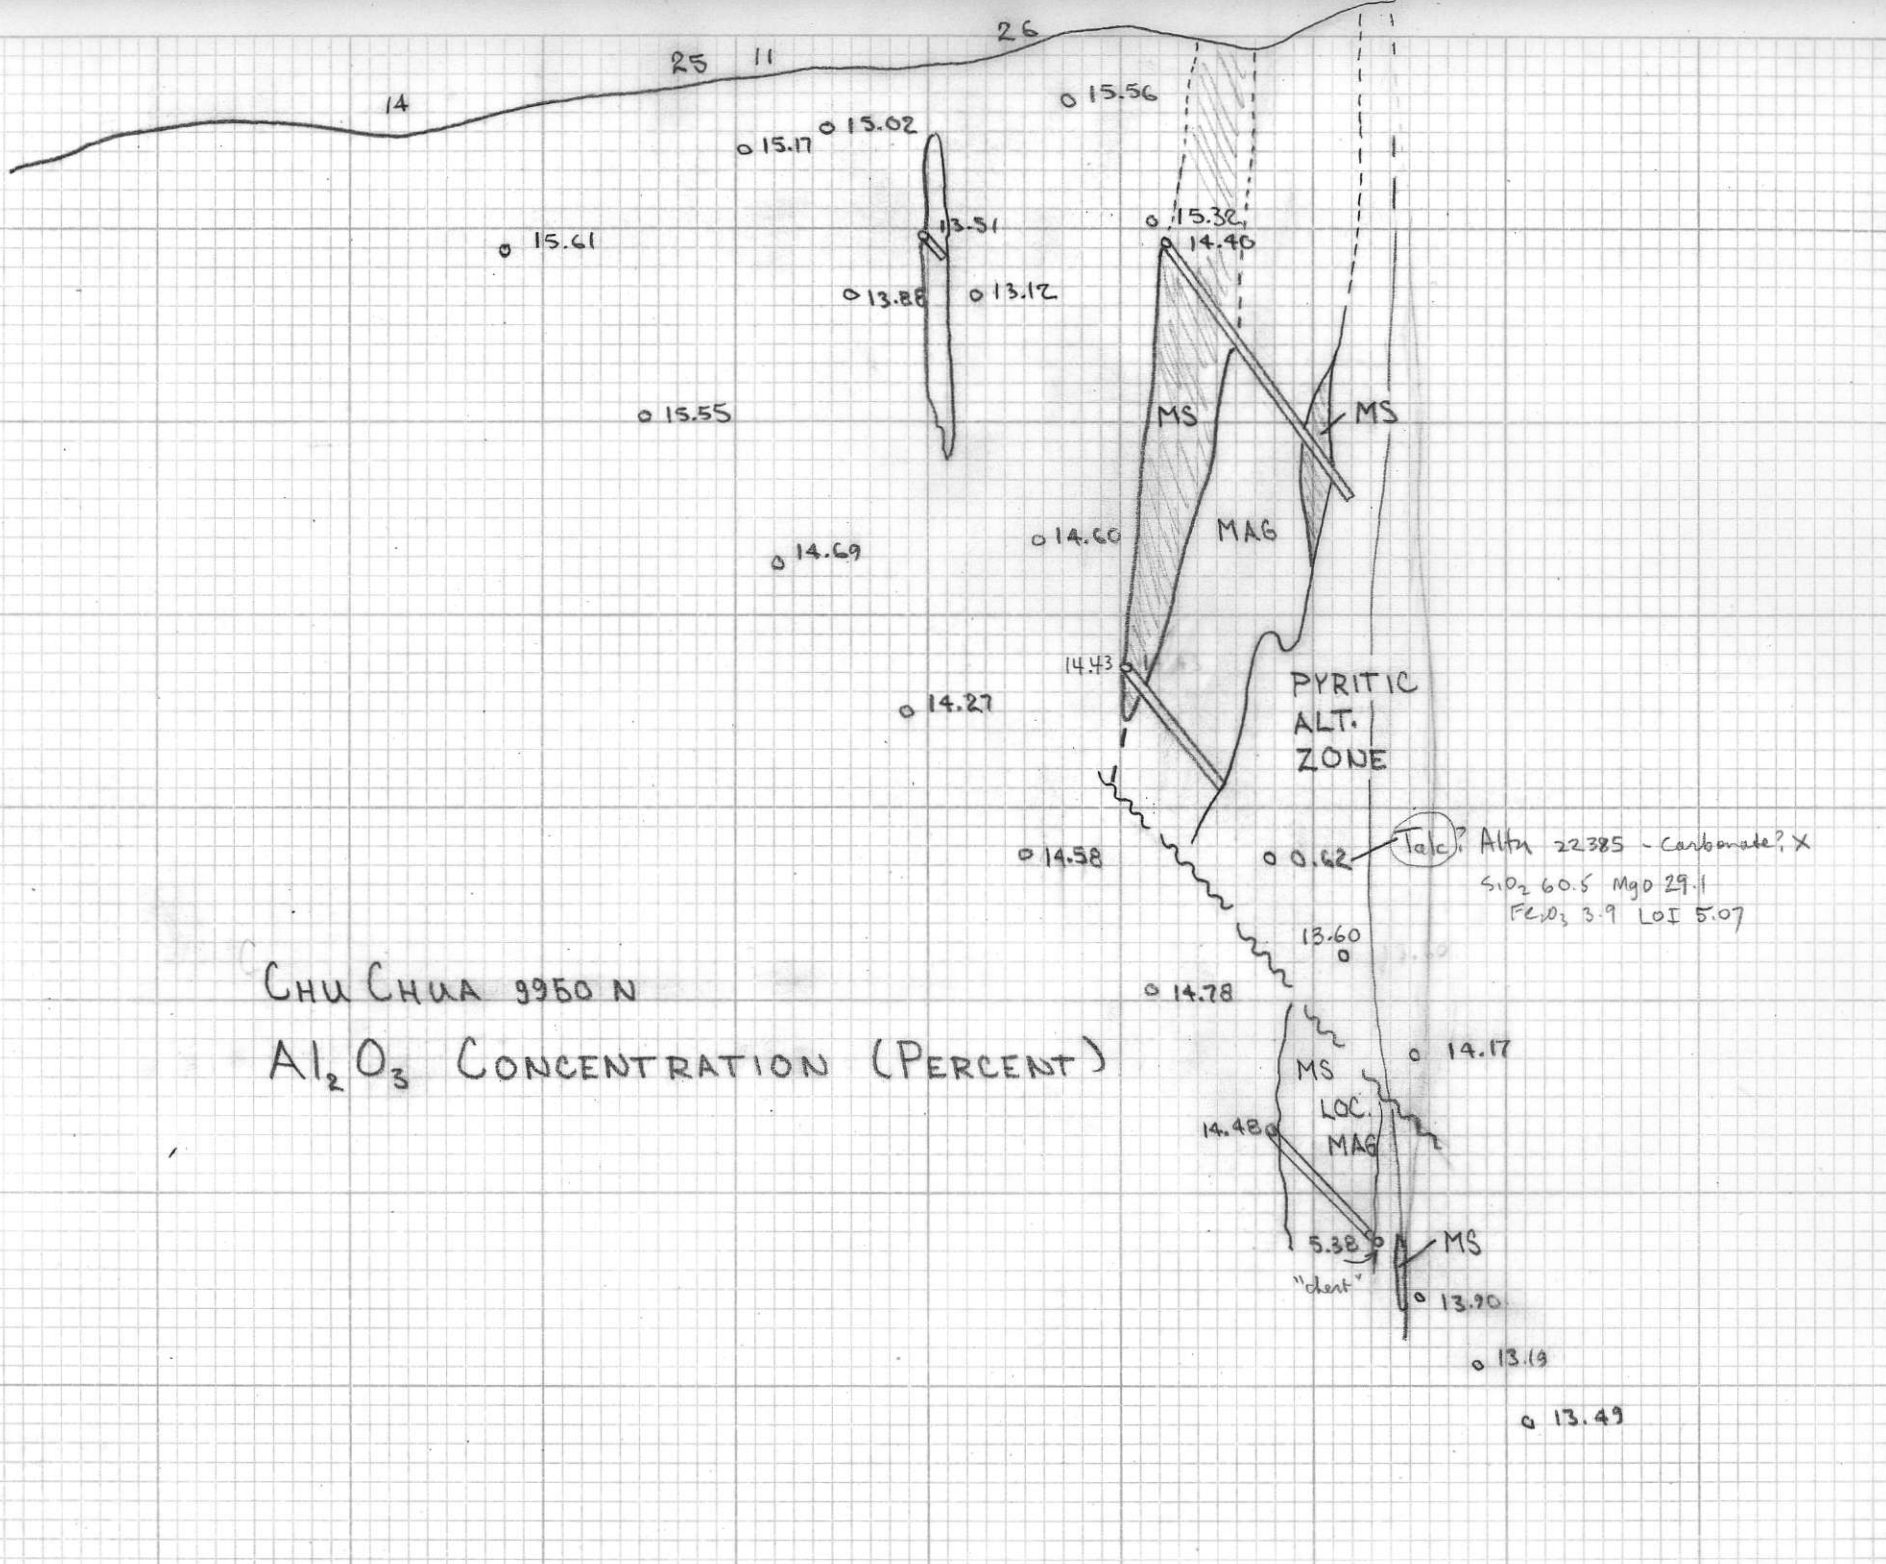 26
25 11
14
15.56
15.02
15.17
15.32
13.51
15.61
14.40
13.88
13.12
15.55
MS
MS
MAG
14.60
14.69
14.43
PYRITIC
ALT.
ZONE
14.27
Talc? Altn 22385 - Carbonate? X
14.58
0.62
SiO2 60.5 MgO 29.1
Fe2O3 3.9 LOI 5.07
13.60
CHU CHUA 9950 N
14.78
Al2O3 CONCENTRATION (PERCENT)
14.17
MS
LOC.
MAG
14.48
5.38
MS
"chert"
13.90
13.19
13.49